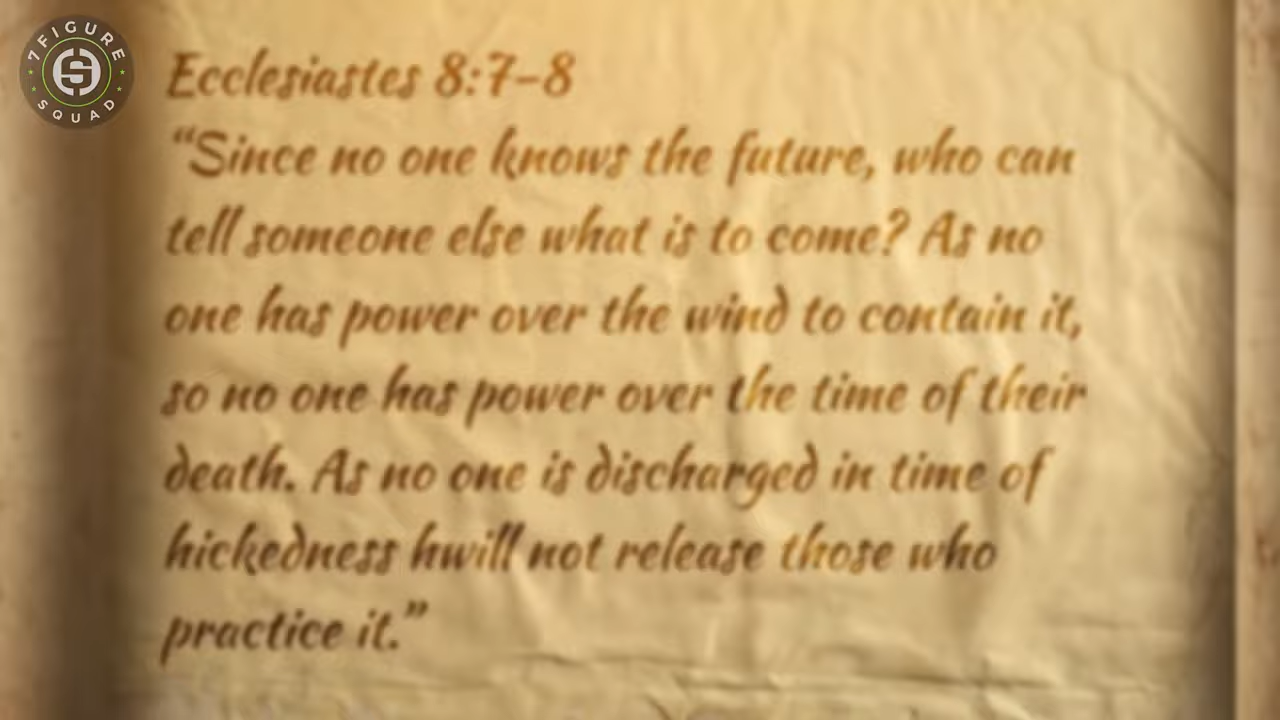 7FIGURE
SQUAD
Ecclesiastes 8:7–8
“Since no one knows the future, who can
tell someone else what is to come? As no
one has power over the wind to contain it,
so no one has power over the time of their
death. As no one is discharged in time of
hickedness hwill not release those who
practice it.”